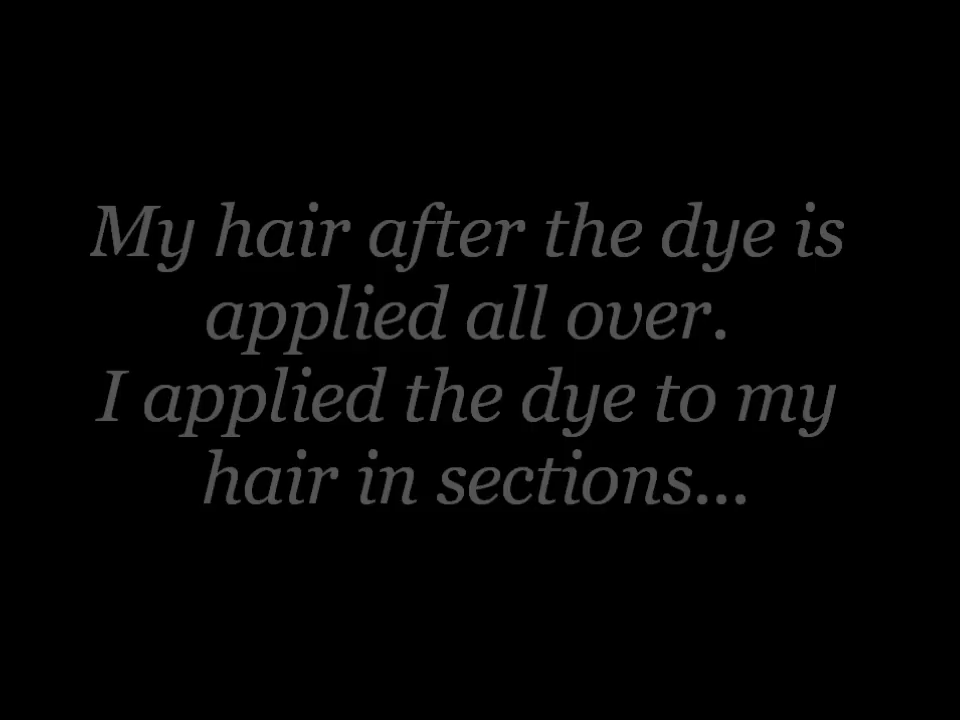 My hair after the dye is
applied all over.
I applied the dye to my
hair in sections...